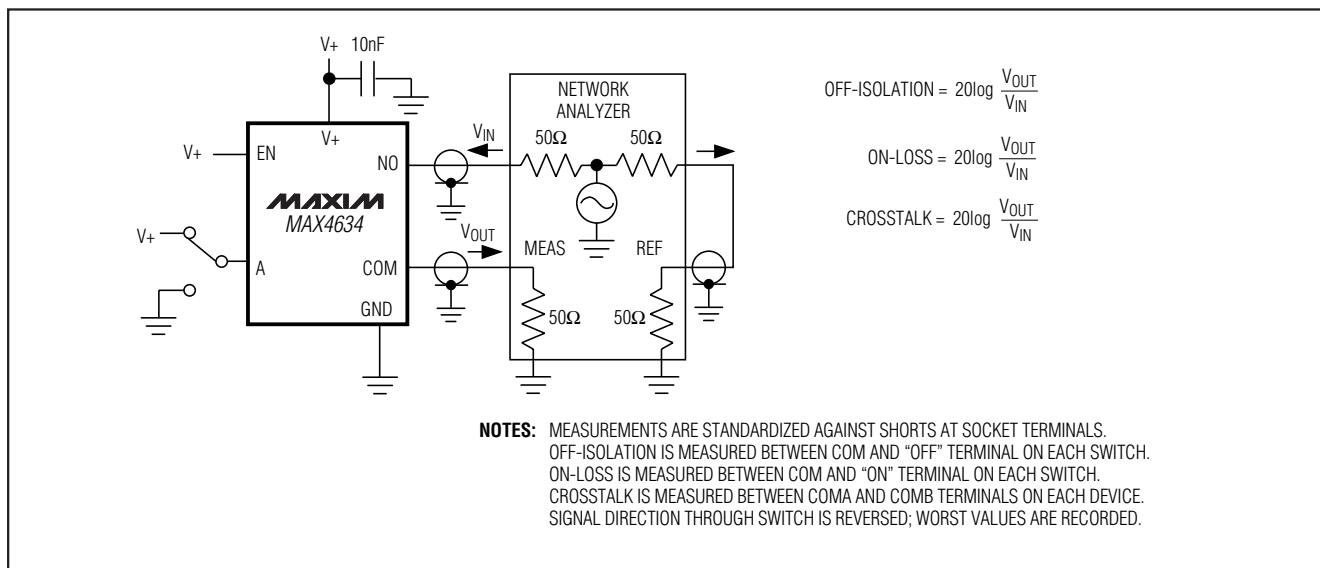 V+ 10nF
V+
V+
EN
NO
MAXIM
MAX4634
V+
A
COM
GND
VIN
VOUT
NETWORK
ANALYZER
50Ω
50Ω
MEAS
REF
50Ω
50Ω
OFF-ISOLATION = 20log VOUT
VIN
ON-LOSS = 20log VOUT
VIN
CROSSTALK = 20log VOUT
VIN
NOTES: MEASUREMENTS ARE STANDARDIZED AGAINST SHORTS AT SOCKET TERMINALS.
OFF-ISOLATION IS MEASURED BETWEEN COM AND “OFF” TERMINAL ON EACH SWITCH.
ON-LOSS IS MEASURED BETWEEN COM AND “ON” TERMINAL ON EACH SWITCH.
CROSSTALK IS MEASURED BETWEEN COMA AND COMB TERMINALS ON EACH DEVICE.
SIGNAL DIRECTION THROUGH SWITCH IS REVERSED; WORST VALUES ARE RECORDED.